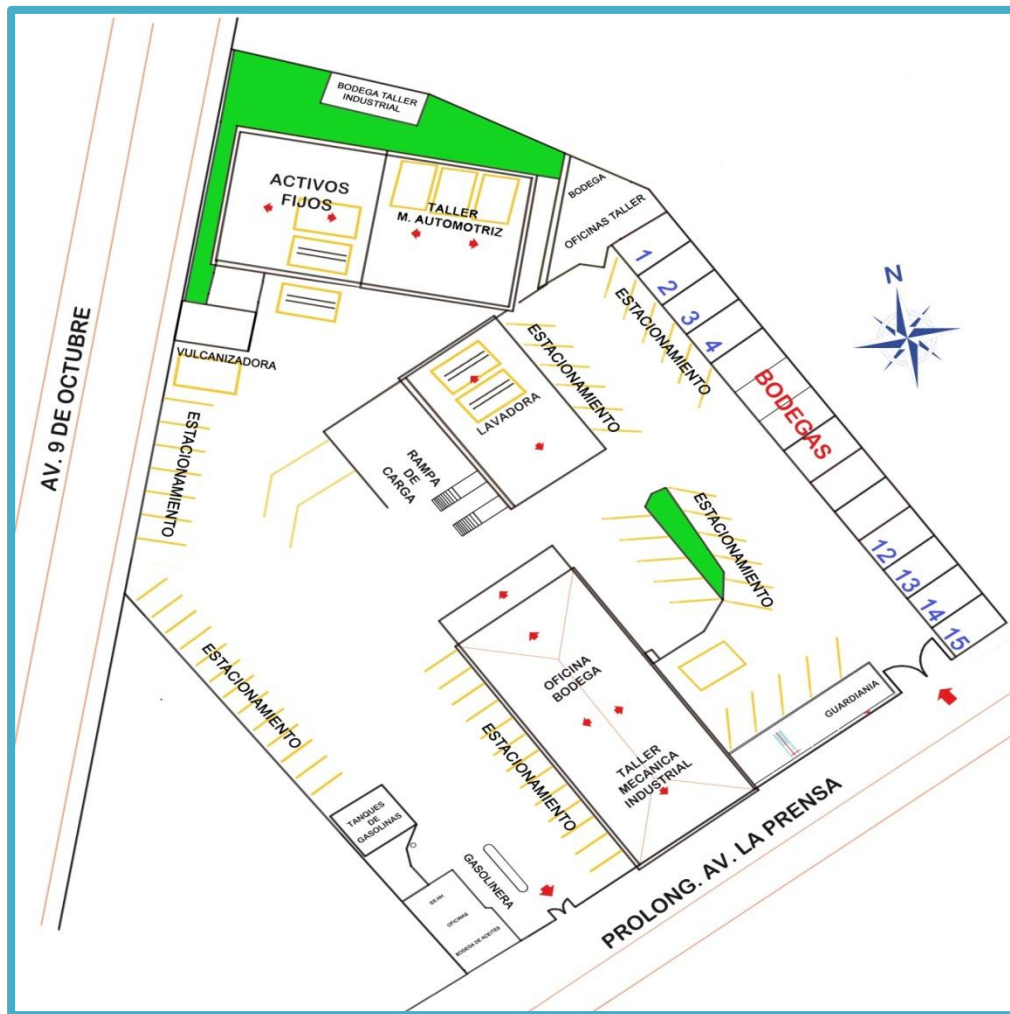 BODEGA TALLER
INDUSTRIAL
ACTIVOS
FIJOS
TALLER
M. AUTOMOTRIZ
BODEGA
OFICINAS TALLER
1
2
3
4
BODEGAS
12
13
14
15
N
ESTACIONAMIENTO
ESTACIONAMIENTO
VULCANIZADORA
AV. 9 DE OCTUBRE
ESTACIONAMIENTO
LAVADORA
RAMPA
DE
CARGA
ESTACIONAMIENTO
OFICINA
BODEGA
TALLER
MECANICA
INDUSTRIAL
GUARDIANIA
ESTACIONAMIENTO
ESTACIONAMIENTO
TANQUES
DE
GASOLINAS
GASOLINERA
SS.HH
OFICINAS
BODEGA DE ACEITES
PROLONG. AV. LA PRENSA